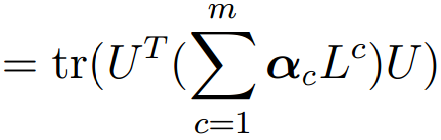 = tr(U^T(\sum_{c=1}^{m} \boldsymbol{\alpha}_c L^c)U)